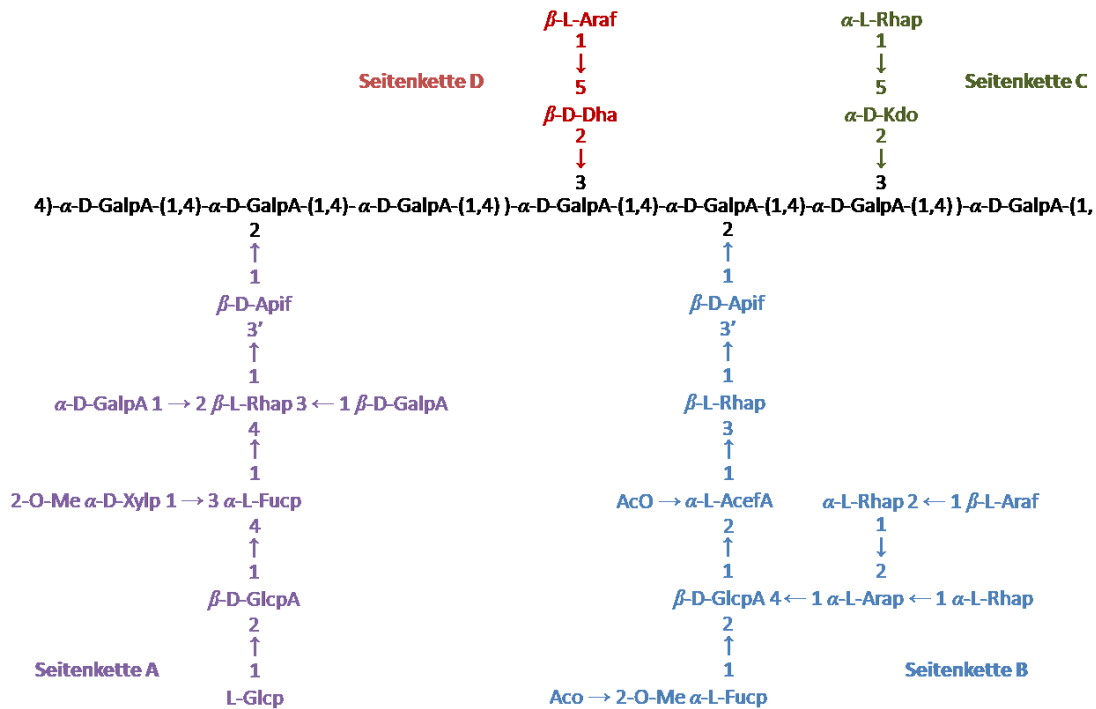 β-L-Araf α-L-Rhap
1 1
↓ ↓
Seitenkette D 5 5 Seitenkette C
β-D-Dha α-D-Kdo
2 2
↓ ↓
3 3
4)-α-D-GalpA-(1,4)-α-D-GalpA-(1,4)-α-D-GalpA-(1,4) )-α-D-GalpA-(1,4)-α-D-GalpA-(1,4)-α-D-GalpA-(1,4) )-α-D-GalpA-(1,
2 2
↑ ↑
1 1
β-D-Apif β-D-Apif
3’ 3’
↑ ↑
1 1
α-D-GalpA 1 → 2 β-L-Rhap 3 ← 1 β-D-GalpA β-L-Rhap
4 3
↑ ↑
1 1
2-O-Me α-D-Xylp 1 → 3 α-L-Fucp AcO → α-L-AcefA α-L-Rhap 2 ← 1 β-L-Araf
4 2 1
↑ ↑ ↓
1 1 2
β-D-GlcpA β-D-GlcpA 4 ← 1 α-L-Arap ← 1 α-L-Rhap
2 2
↑ ↑
Seitenkette A 1 1 Seitenkette B
L-Glcp Aco → 2-O-Me α-L-Fucp